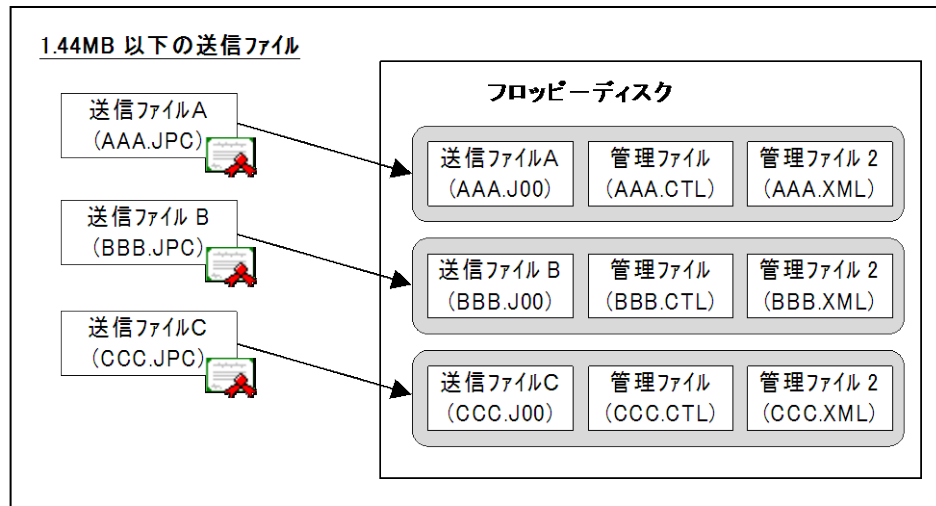 1.44MB 以下の送信ファイル
フロッピーディスク
送信ファイルA
(AAA.JPC)
送信ファイルA
(AAA.J00)
管理ファイル
(AAA.CTL)
管理ファイル 2
(AAA.XML)
送信ファイル B
(BBB.JPC)
送信ファイル B
(BBB.J00)
管理ファイル
(BBB.CTL)
管理ファイル 2
(BBB.XML)
送信ファイルC
(CCC.JPC)
送信ファイルC
(CCC.J00)
管理ファイル
(CCC.CTL)
管理ファイル 2
(CCC.XML)